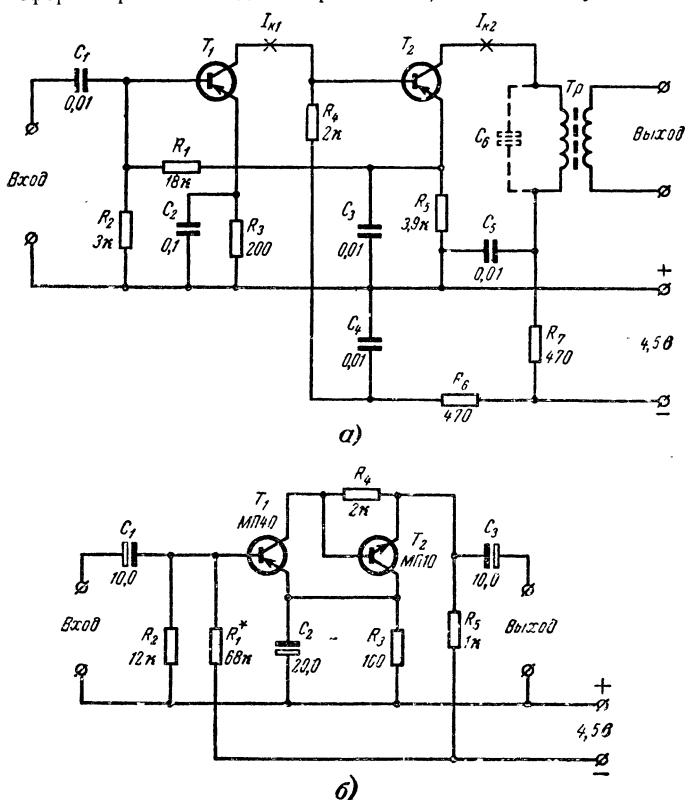 Iк1
Iк2
C1
0,01
T1
T2
R4
2к
C6
Тр
Выход
Вход
R1
18к
R2
3к
C2
0,1
R3
200
C3
0,01
R5
3,9к
C5
0,01
+
C4
0,01
R7
470
4,5в
R6
470
−
а)
R4
2к
T1
МП40
T2
МП10
C1
10,0
C3
10,0
Вход
R2
12к
R1*
68к
C2
20,0
R3
100
R5
1к
Выход
+
4,5в
−
б)